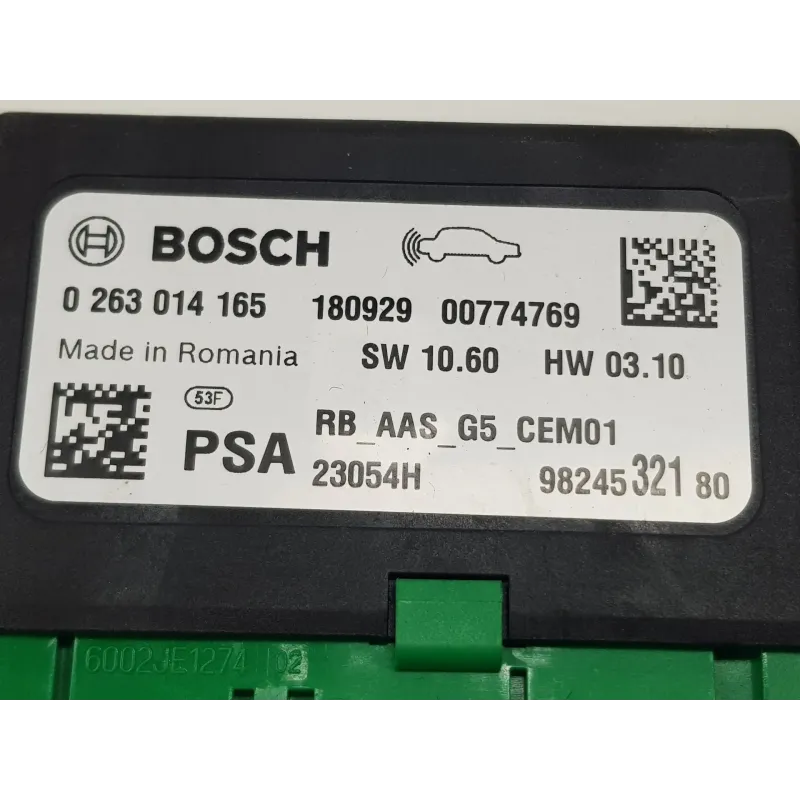 BOSCH
0 263 014 165 180929 00774769
Made in Romania SW 10.60 HW 03.10
53F
PSA RB_AAS_G5_CEM01
23054H 98245 321 80
6002JE1274 02